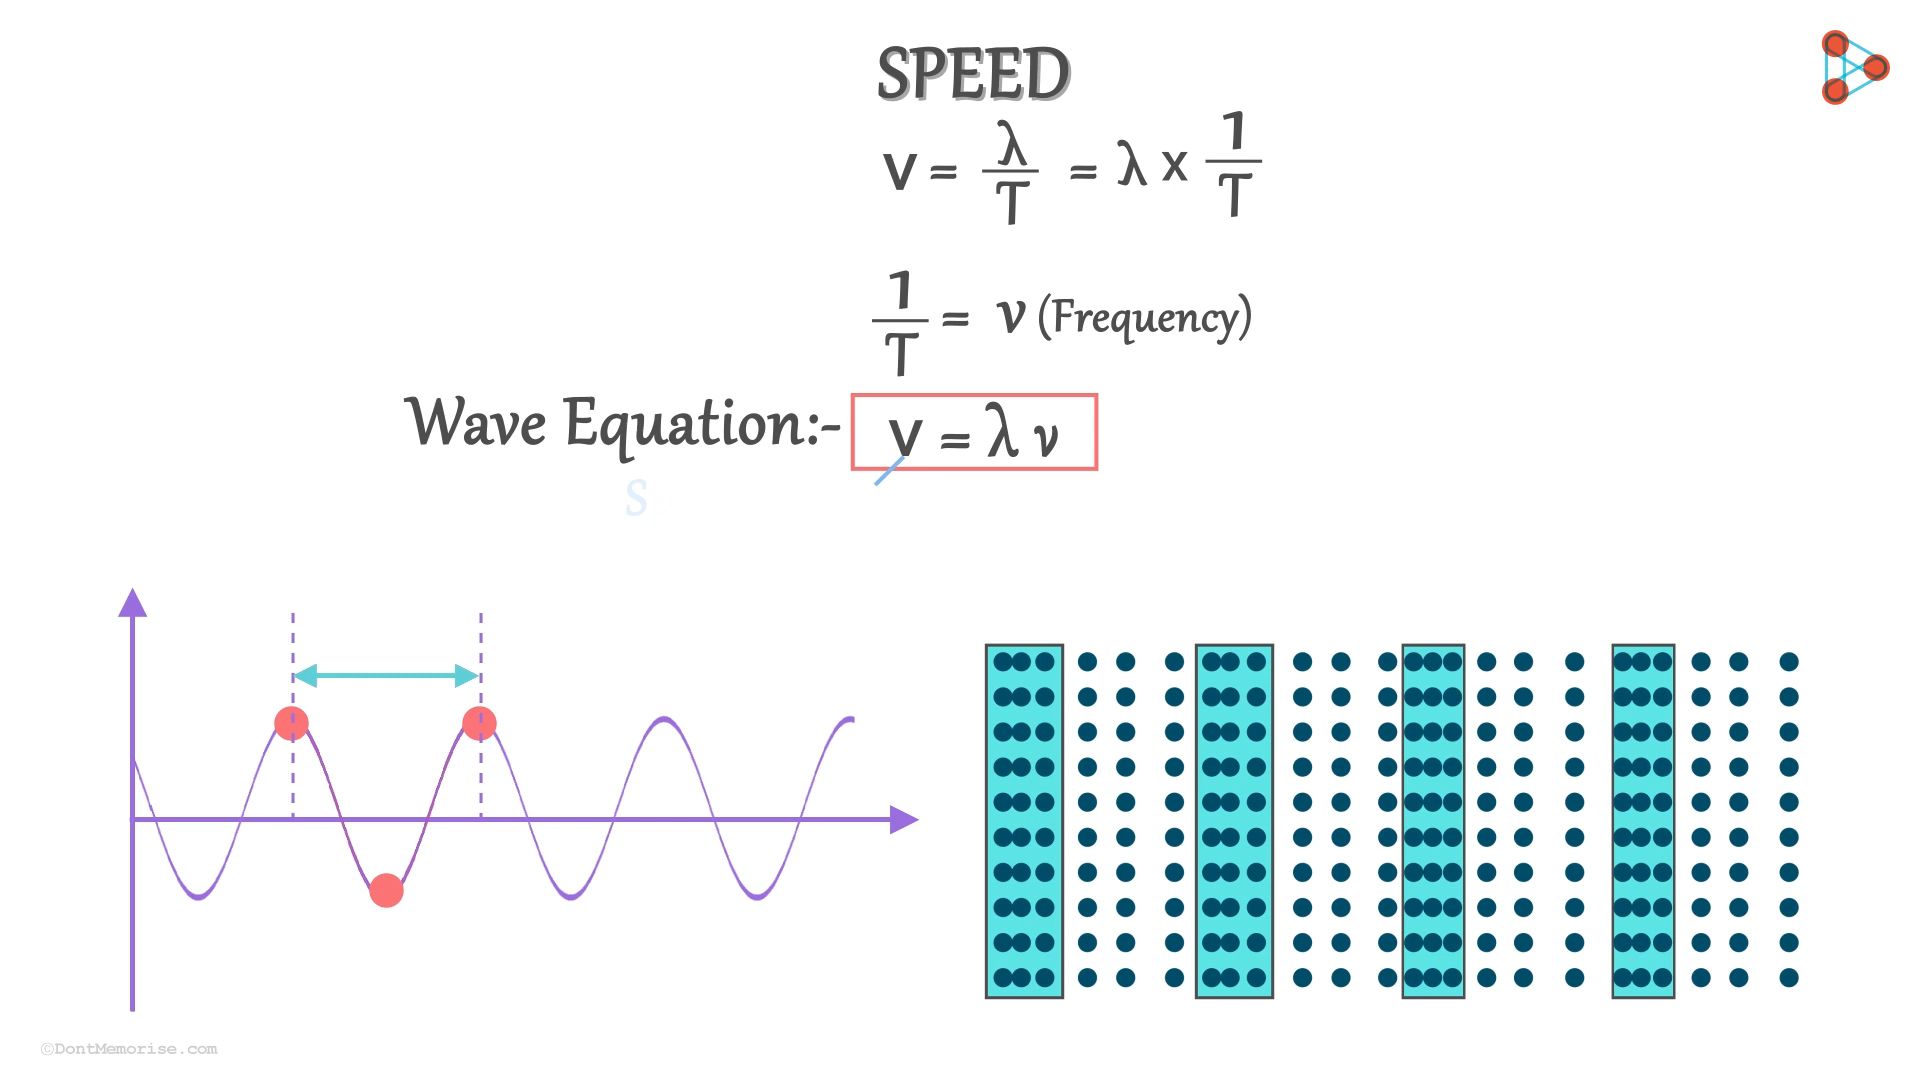 SPEED
v = λ/T = λ x 1/T
1/T = ν (Frequency)
Wave Equation:- v = λ ν
S
©DontMemorise.com